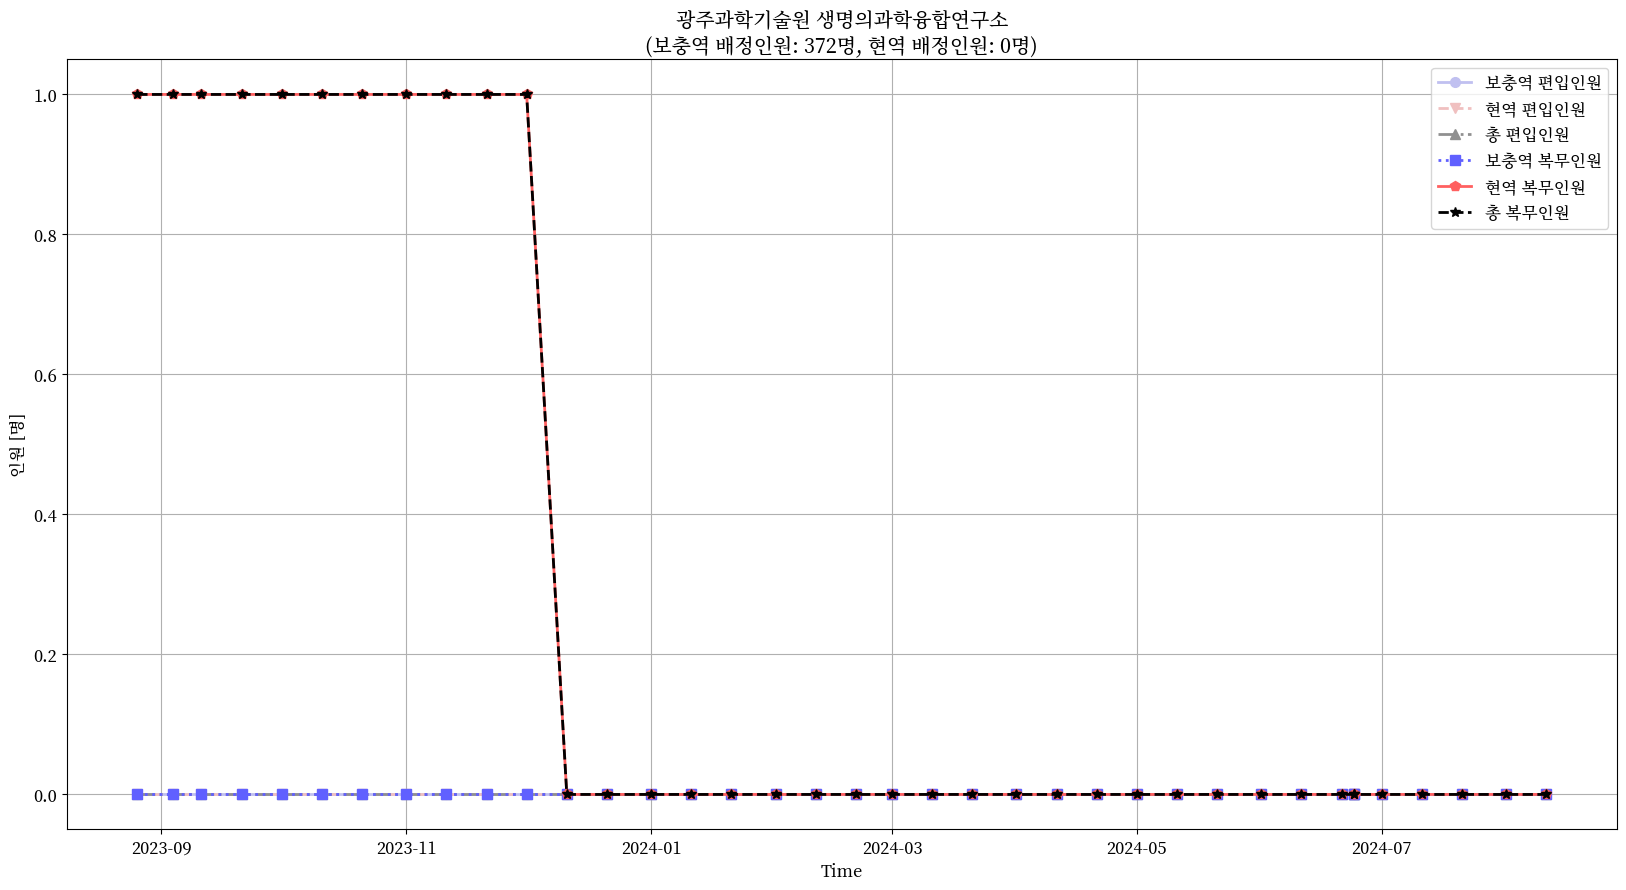 광주과학기술원 생명의과학융합연구소
(보충역 배정인원: 372명, 현역 배정인원: 0명)
보충역 편입인원
현역 편입인원
총 편입인원
보충역 복무인원
현역 복무인원
총 복무인원
1.0
0.8
0.6
0.4
0.2
0.0
인원 [명]
2023-09
2023-11
2024-01
2024-03
2024-05
2024-07
Time